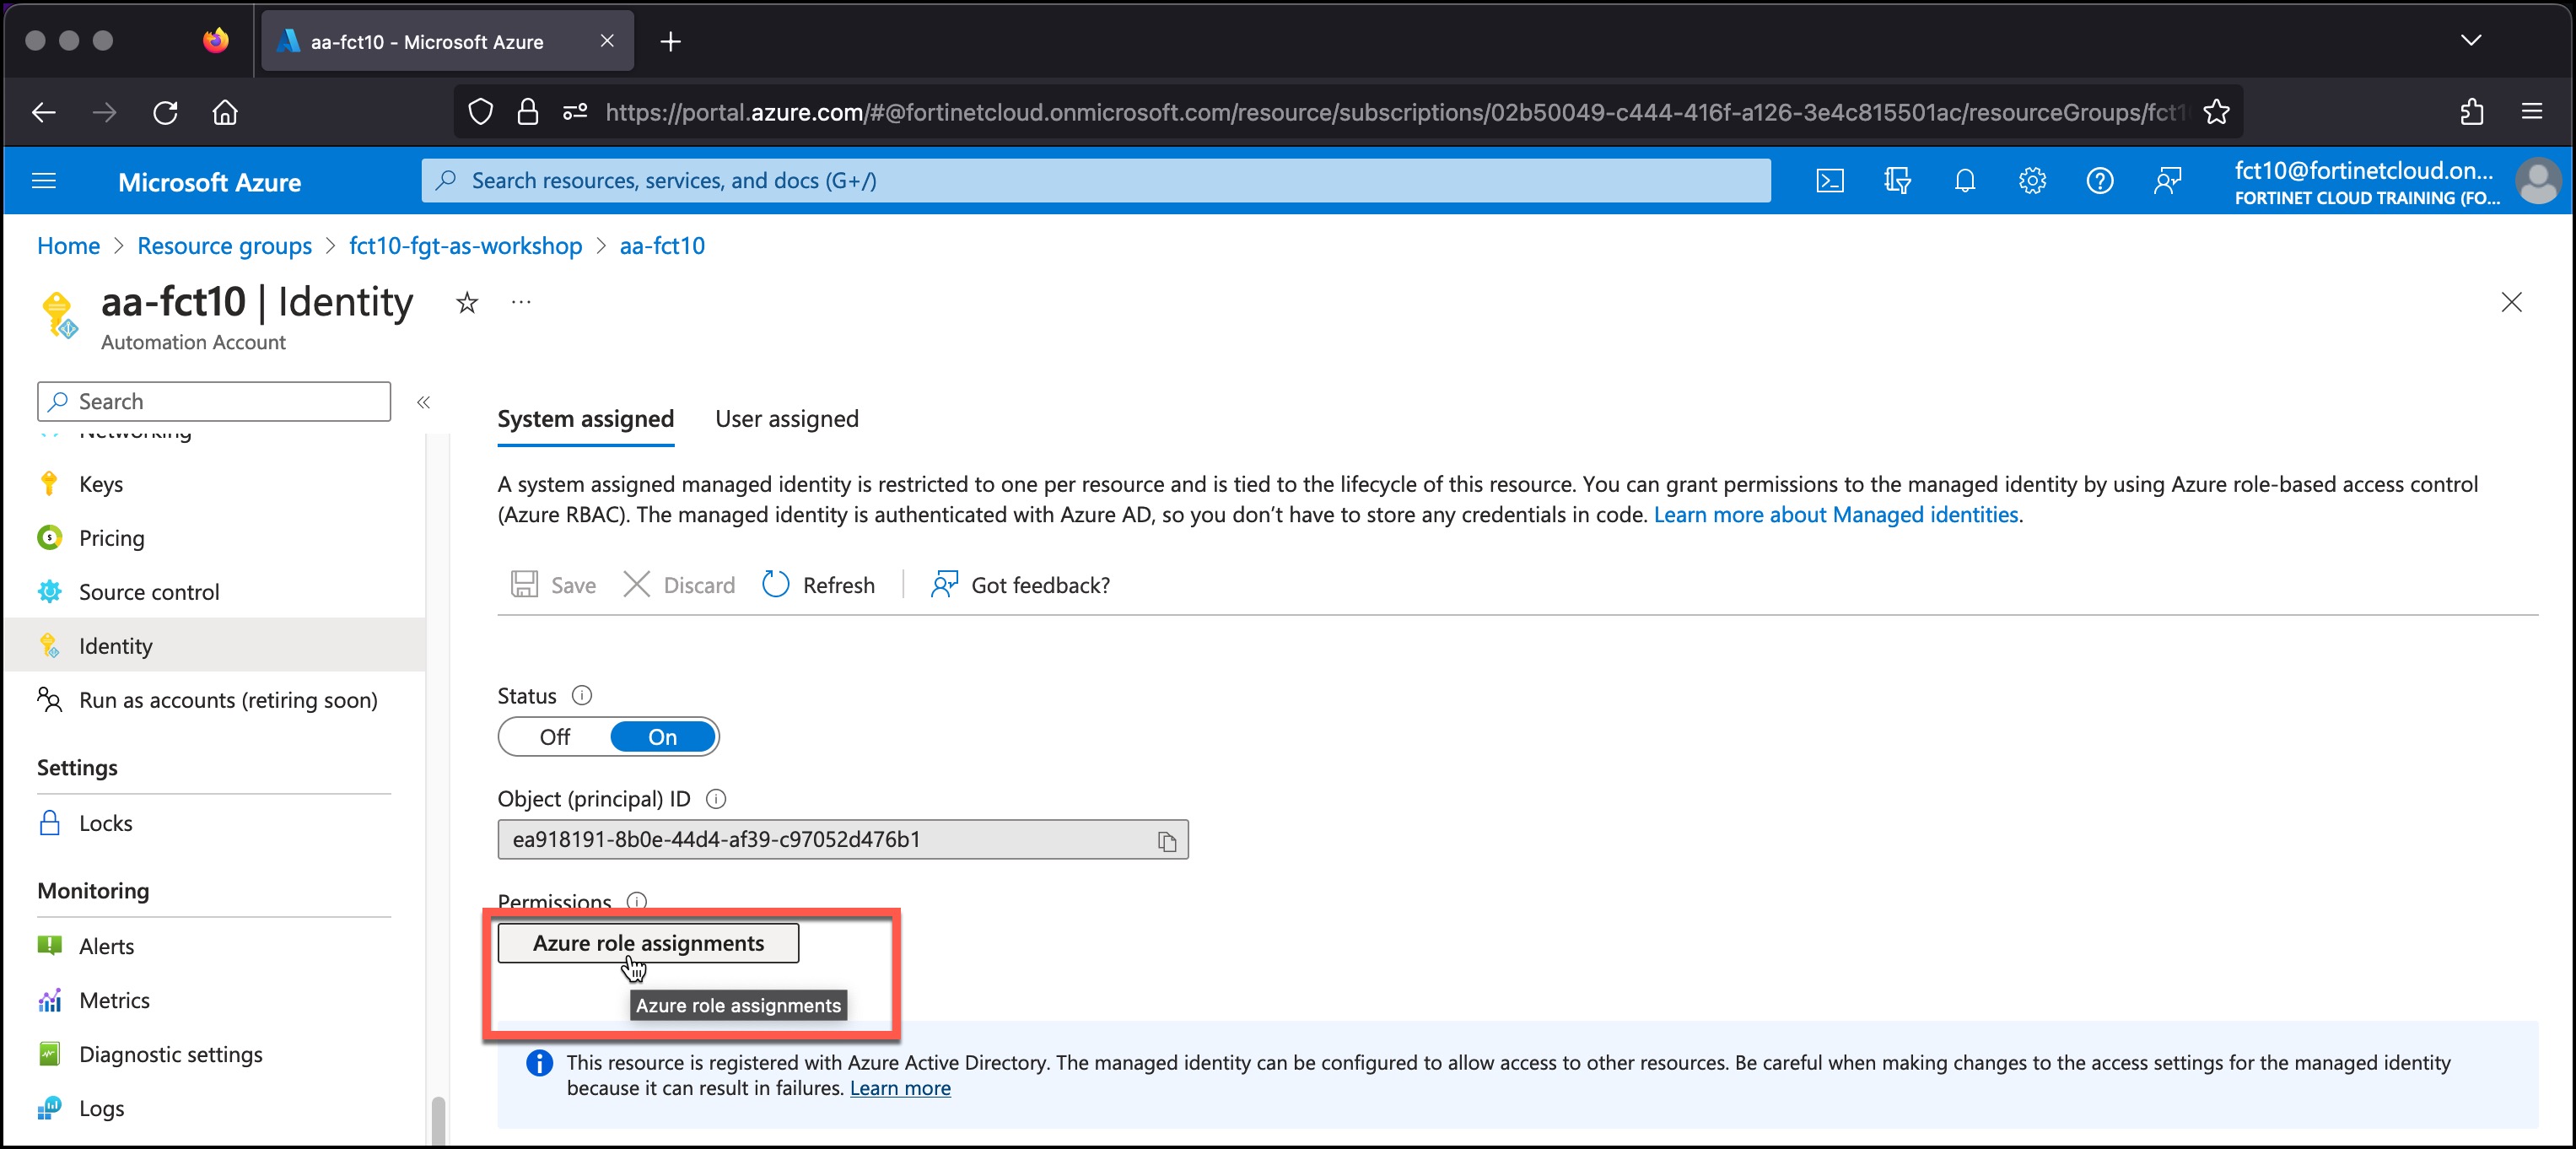 aa-fct10 - Microsoft Azure
https://portal.azure.com/#@fortinetcloud.onmicrosoft.com/resource/subscriptions/02b50049-c444-416f-a126-3e4c815501ac/resourceGroups/fct1
Microsoft Azure
Search resources, services, and docs (G+/)
fct10@fortinetcloud.on...
FORTINET CLOUD TRAINING (FO...
Home > Resource groups > fct10-fgt-as-workshop > aa-fct10
aa-fct10 | Identity
...
Automation Account
Search
«
Networking
Keys
Pricing
Source control
Identity
Run as accounts (retiring soon)
Settings
Locks
Monitoring
Alerts
Metrics
Diagnostic settings
Logs
System assigned User assigned
A system assigned managed identity is restricted to one per resource and is tied to the lifecycle of this resource. You can grant permissions to the managed identity by using Azure role-based access control
(Azure RBAC). The managed identity is authenticated with Azure AD, so you don’t have to store any credentials in code. Learn more about Managed identities.
Save Discard Refresh Got feedback?
Status
Off On
Object (principal) ID
ea918191-8b0e-44d4-af39-c97052d476b1
Permissions
Azure role assignments
Azure role assignments
This resource is registered with Azure Active Directory. The managed identity can be configured to allow access to other resources. Be careful when making changes to the access settings for the managed identity
because it can result in failures. Learn more